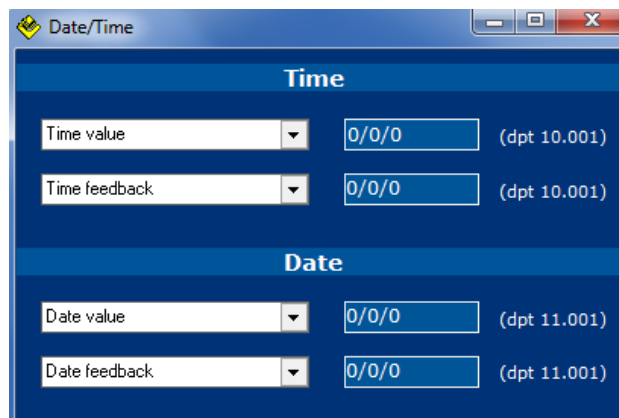 Date/Time
Time
Time value 0/0/0 (dpt 10.001)
Time feedback 0/0/0 (dpt 10.001)
Date
Date value 0/0/0 (dpt 11.001)
Date feedback 0/0/0 (dpt 11.001)